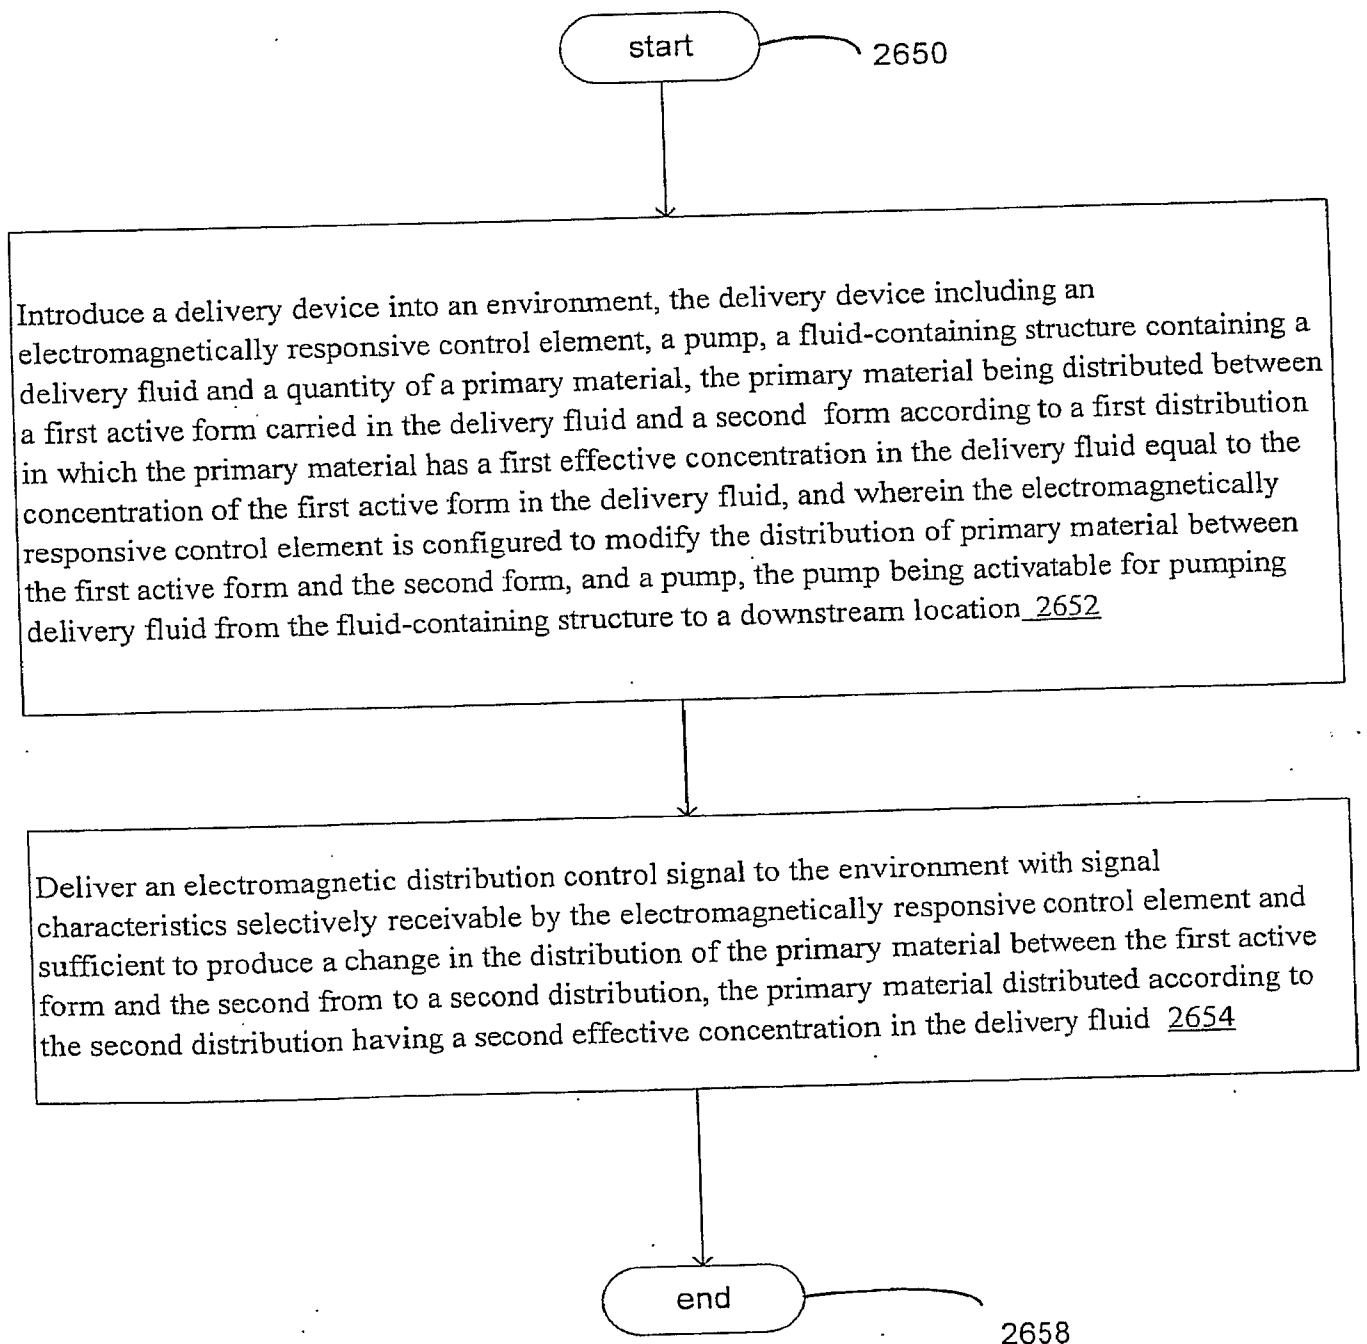 start
2650
Introduce a delivery device into an environment, the delivery device including an
electromagnetically responsive control element, a pump, a fluid-containing structure containing a
delivery fluid and a quantity of a primary material, the primary material being distributed between
a first active form carried in the delivery fluid and a second form according to a first distribution
in which the primary material has a first effective concentration in the delivery fluid equal to the
concentration of the first active form in the delivery fluid, and wherein the electromagnetically
responsive control element is configured to modify the distribution of primary material between
the first active form and the second form, and a pump, the pump being activatable for pumping
delivery fluid from the fluid-containing structure to a downstream location 2652
Deliver an electromagnetic distribution control signal to the environment with signal
characteristics selectively receivable by the electromagnetically responsive control element and
sufficient to produce a change in the distribution of the primary material between the first active
form and the second from to a second distribution, the primary material distributed according to
the second distribution having a second effective concentration in the delivery fluid 2654
end
2658